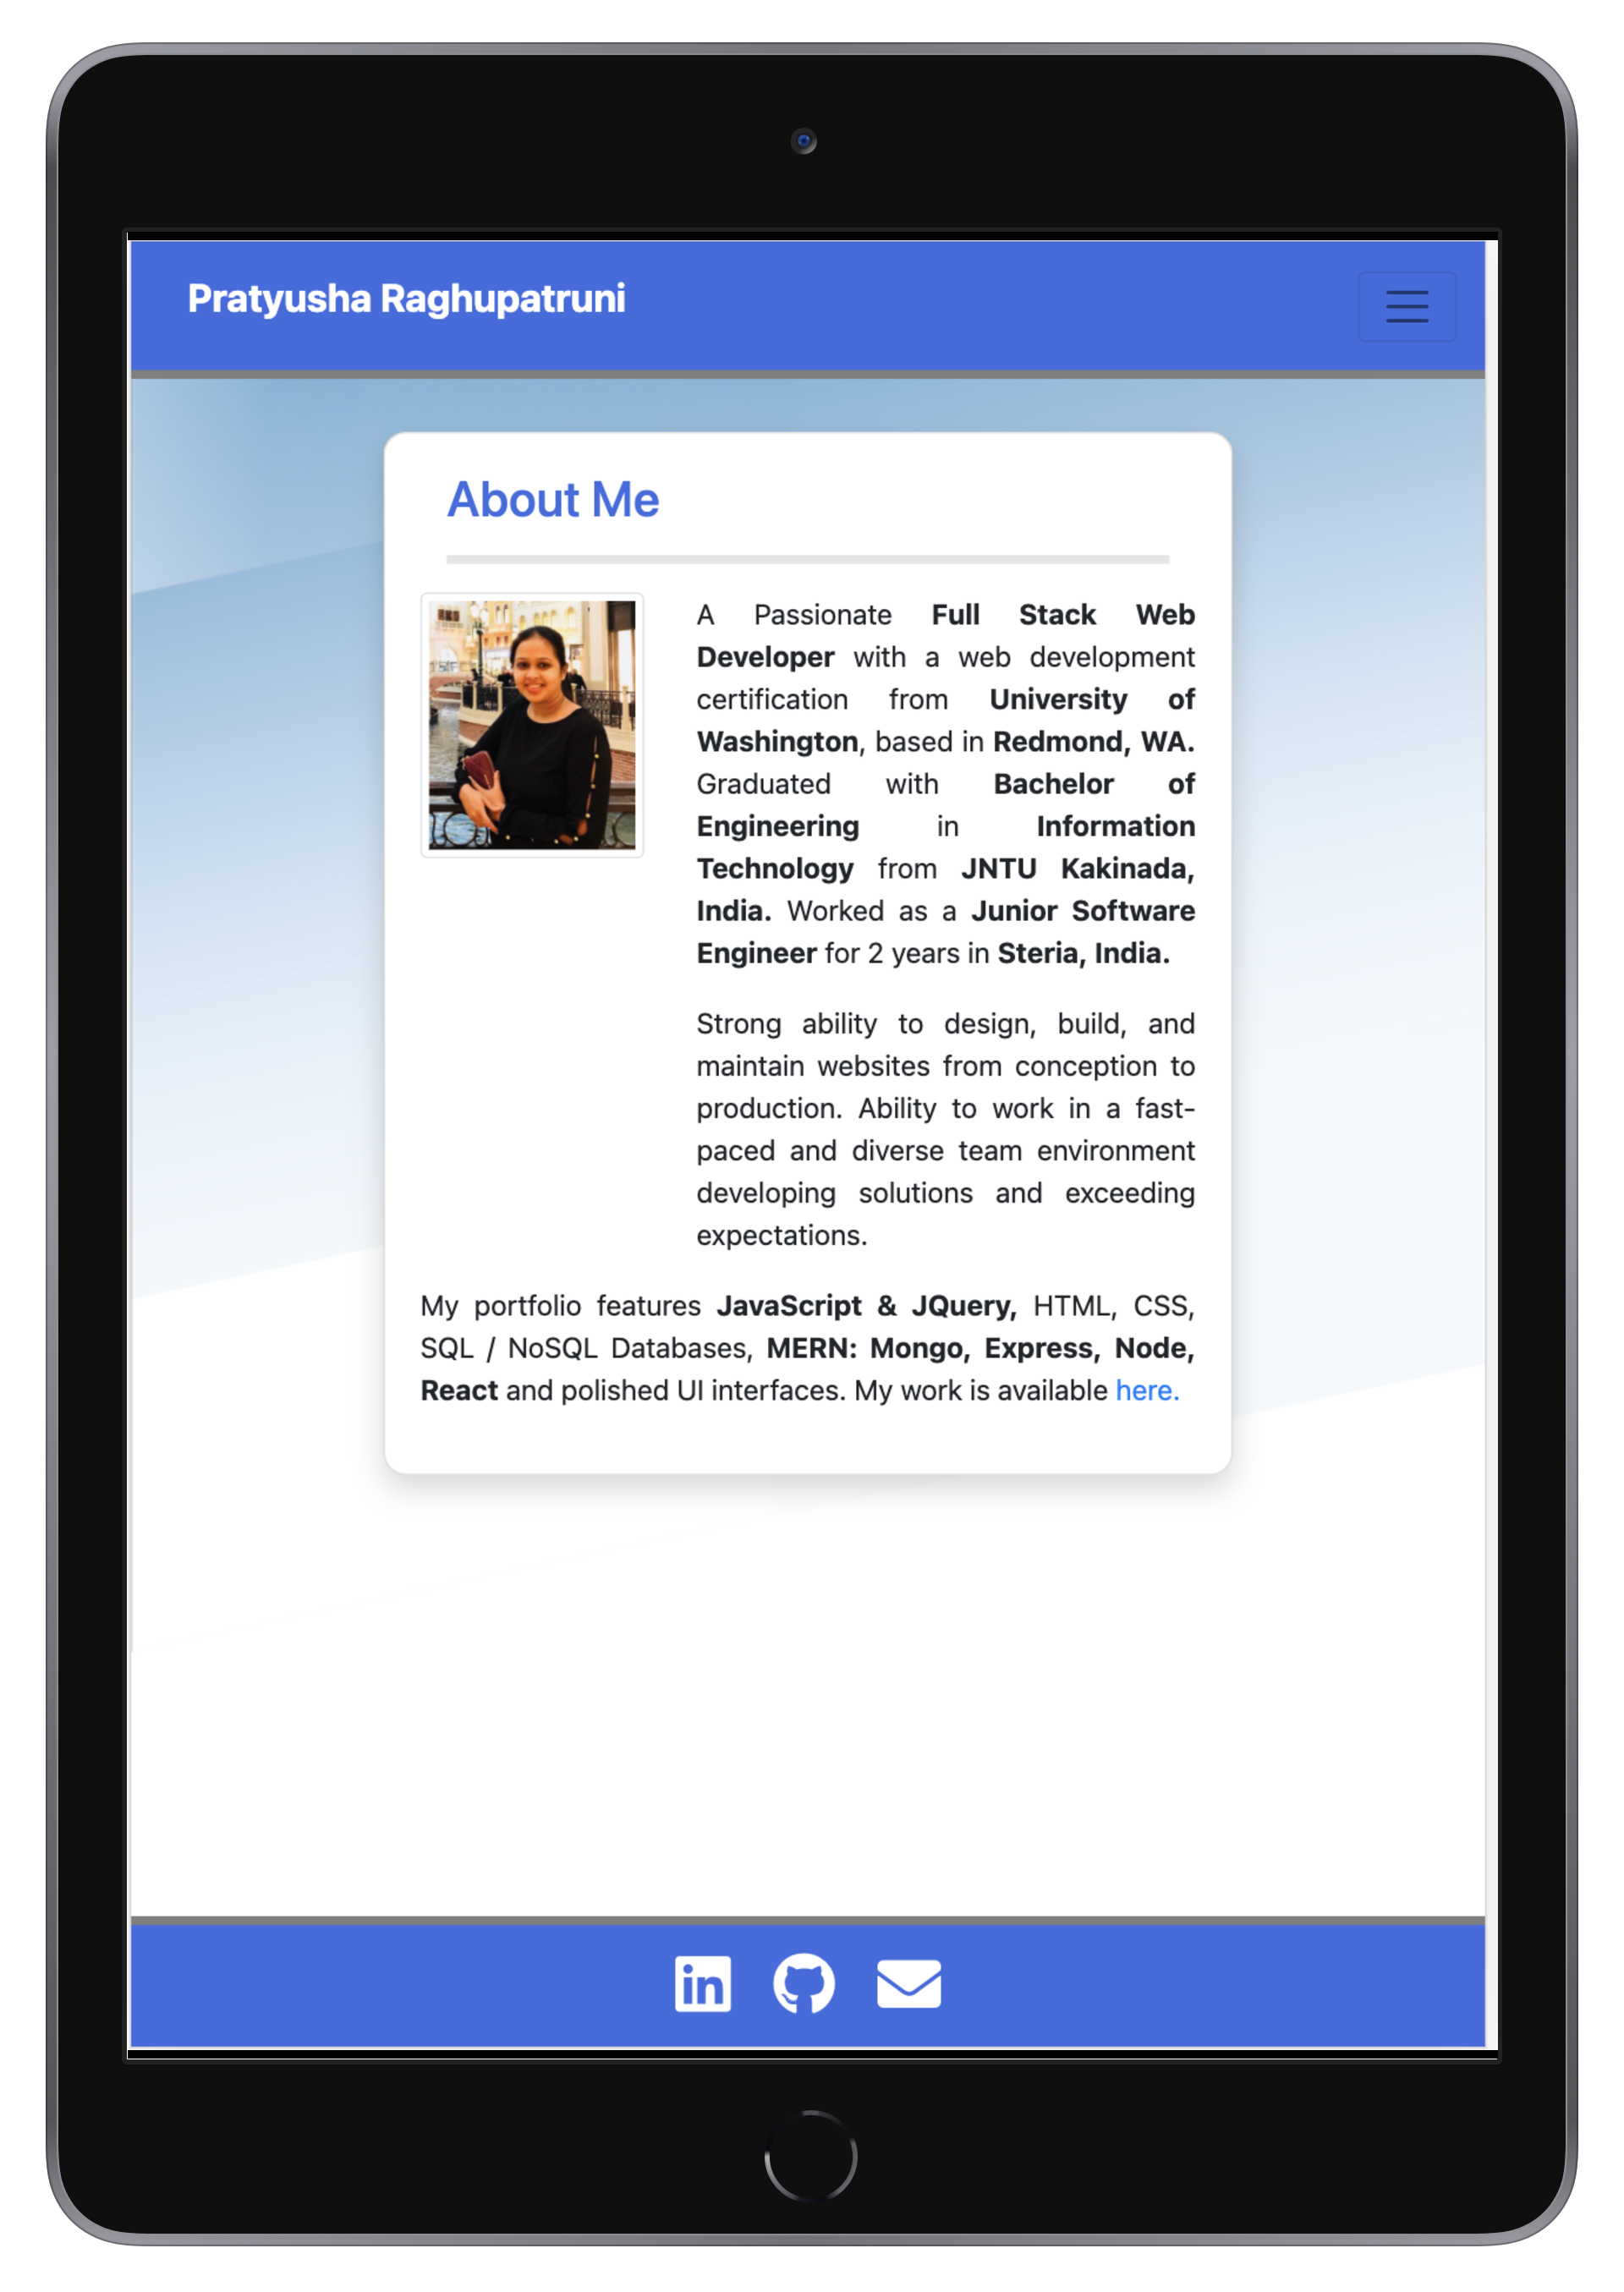 Pratyusha Raghupatruni
About Me
A Passionate Full Stack Web
Developer with a web development
certification from University of
Washington, based in Redmond, WA.
Graduated with Bachelor of
Engineering in Information
Technology from JNTU Kakinada,
India. Worked as a Junior Software
Engineer for 2 years in Steria, India.
Strong ability to design, build, and
maintain websites from conception to
production. Ability to work in a fast-
paced and diverse team environment
developing solutions and exceeding
expectations.
My portfolio features JavaScript & JQuery, HTML, CSS,
SQL / NoSQL Databases, MERN: Mongo, Express, Node,
React and polished UI interfaces. My work is available here.
in